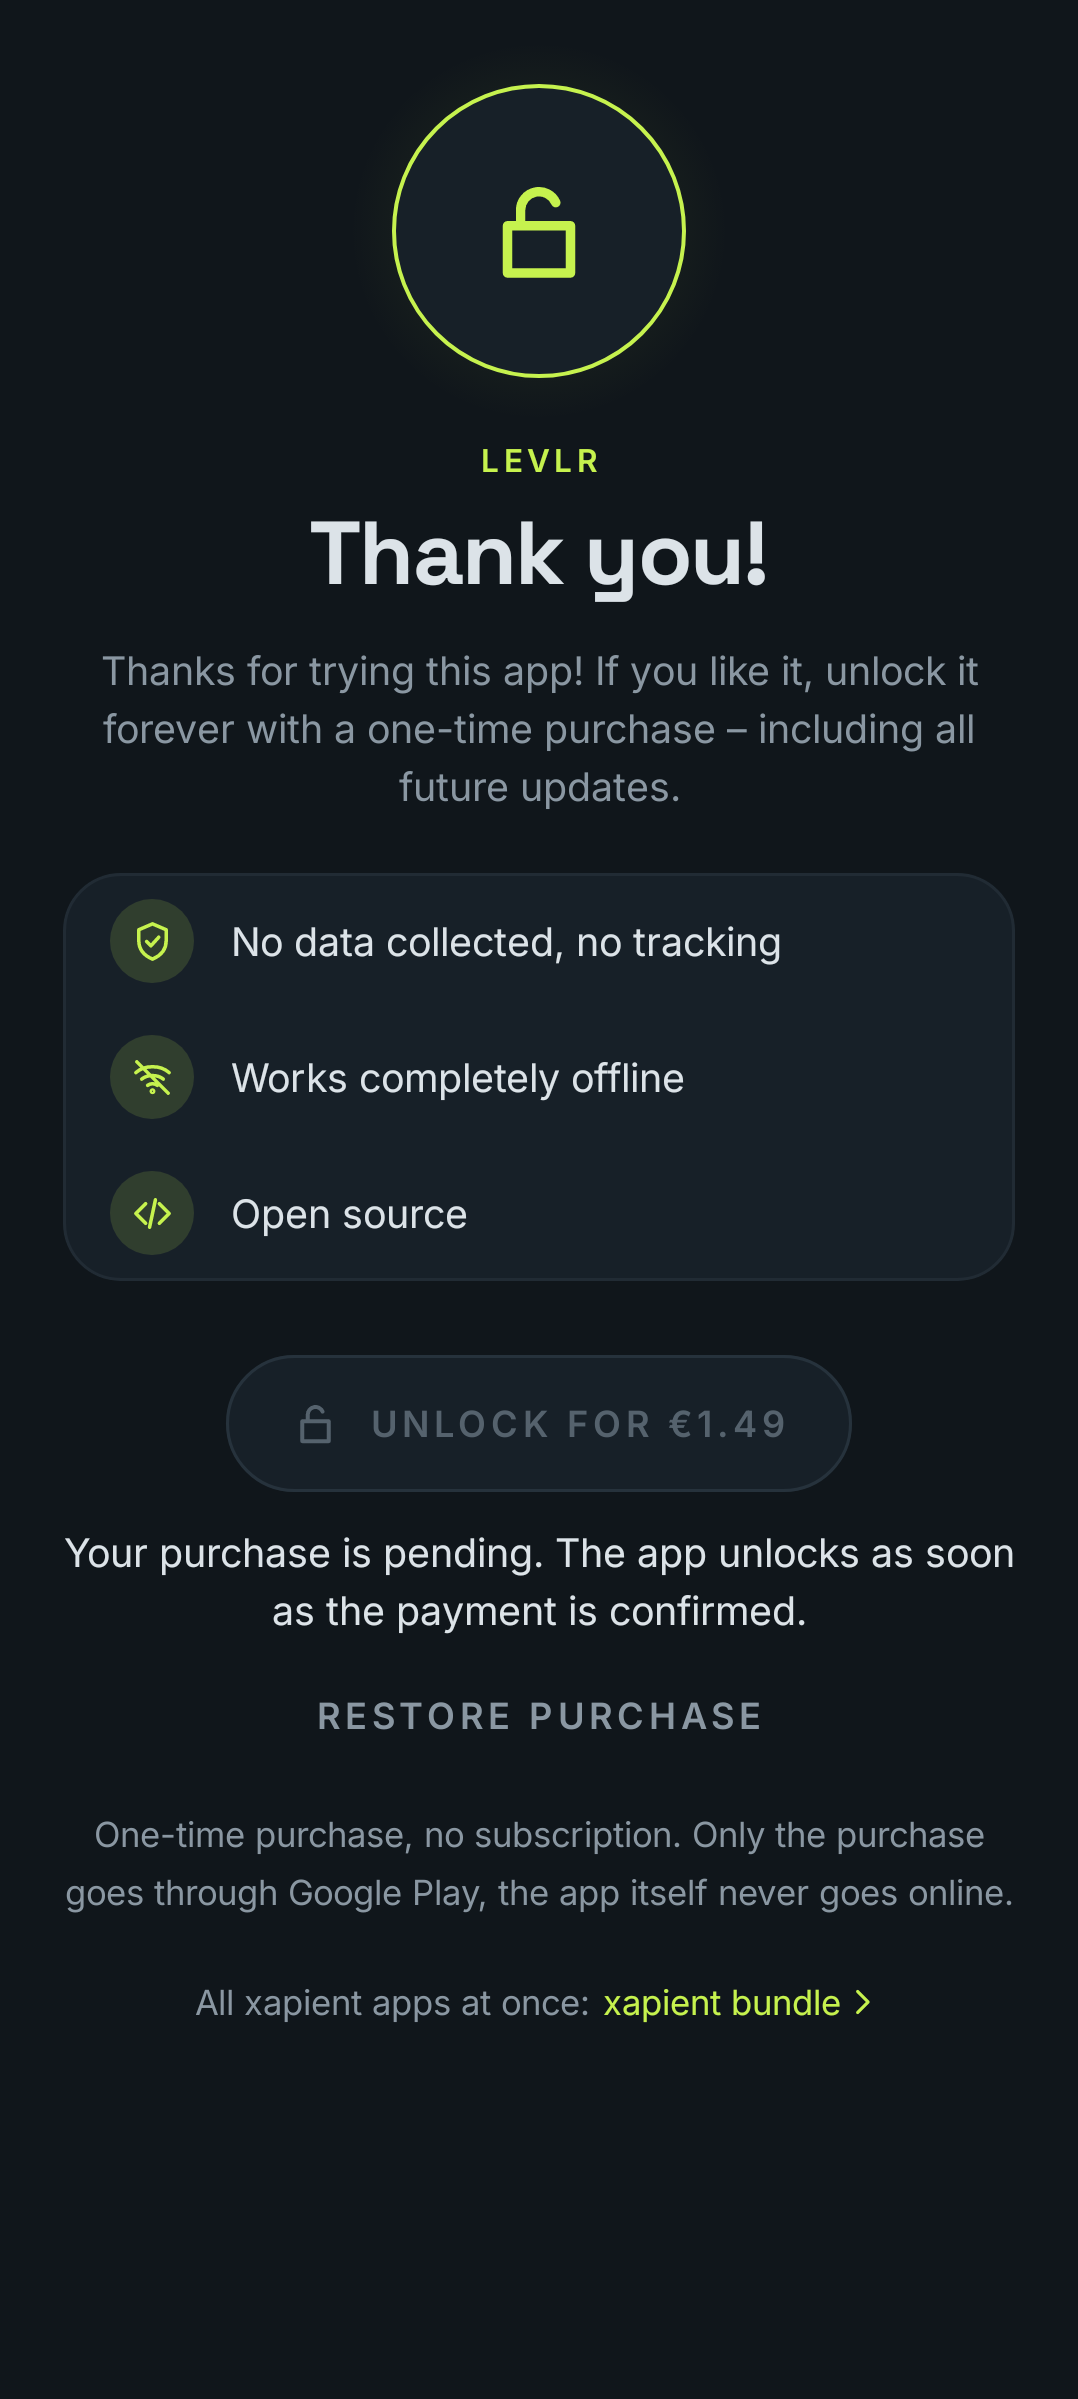 LEVLR
Thank you!
Thanks for trying this app! If you like it, unlock it
forever with a one-time purchase – including all
future updates.
No data collected, no tracking
Works completely offline
Open source
UNLOCK FOR €1.49
Your purchase is pending. The app unlocks as soon
as the payment is confirmed.
RESTORE PURCHASE
One-time purchase, no subscription. Only the purchase
goes through Google Play, the app itself never goes online.
All xapient apps at once: xapient bundle